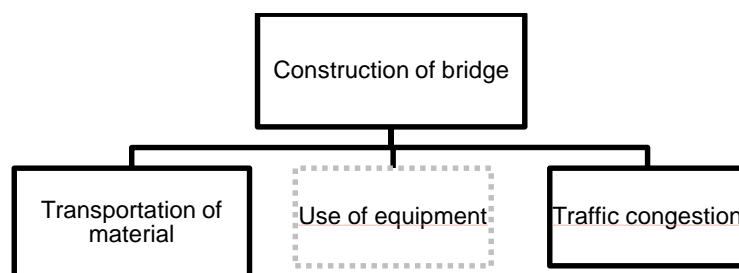 Construction of bridge
Transportation of
material
Use of equipment
Traffic congestion